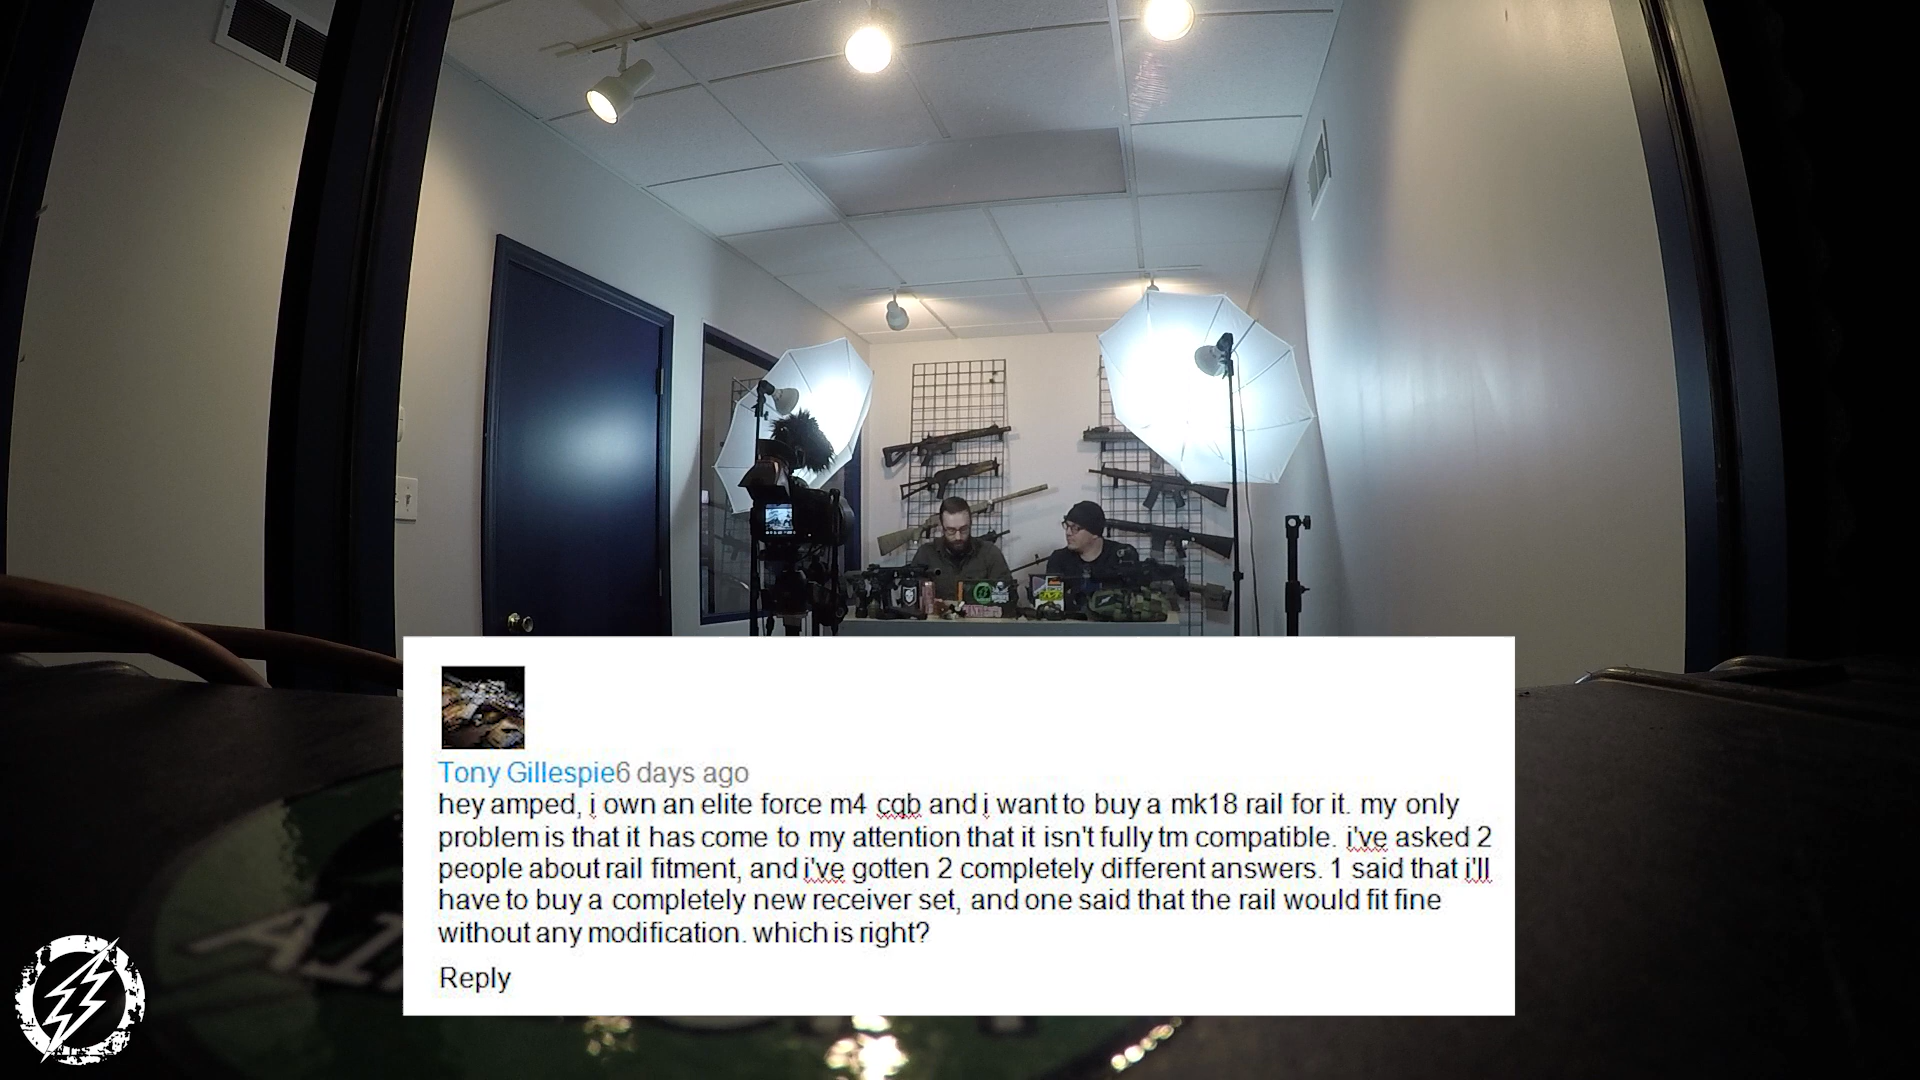 Tony Gillespie6 days ago
hey amped, i own an elite force m4 cqb and i want to buy a mk18 rail for it. my only
problem is that it has come to my attention that it isn't fully tm compatible. i've asked 2
people about rail fitment, and i've gotten 2 completely different answers. 1 said that i'll
have to buy a completely new receiver set, and one said that the rail would fit fine
without any modification. which is right?
Reply